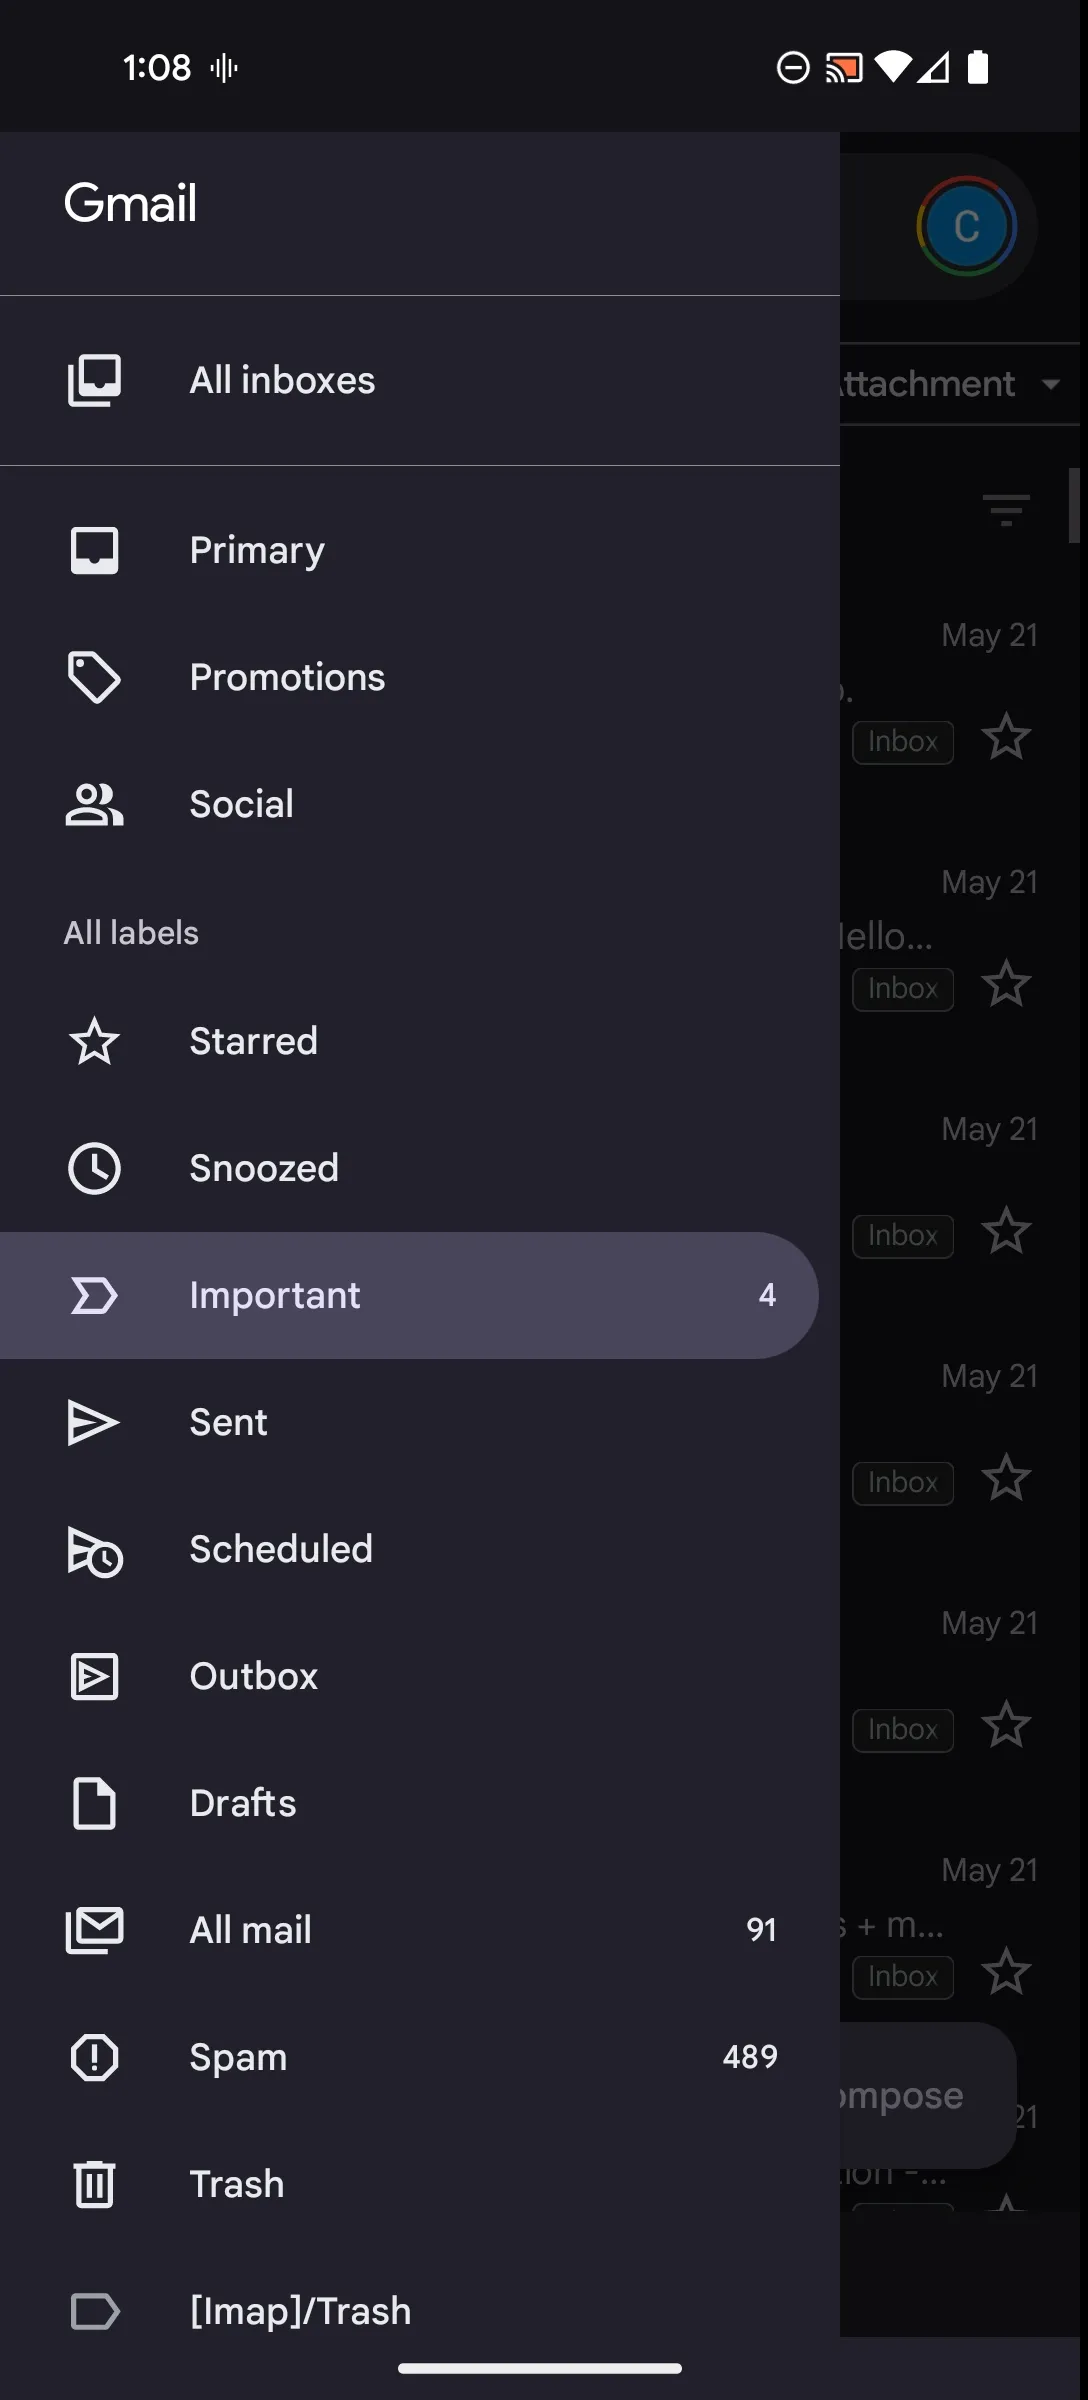 1:08
Gmail
C
All inboxes
ttachment
Primary
May 21
Promotions
Inbox
Social
May 21
All labels
ello...
Inbox
Starred
May 21
Snoozed
Inbox
Important 4
May 21
Sent
Inbox
Scheduled
May 21
Outbox
Inbox
Drafts
May 21
All mail 91
s + m...
Inbox
Spam 489
ompose
21
Trash
ion -...
[Imap]/Trash